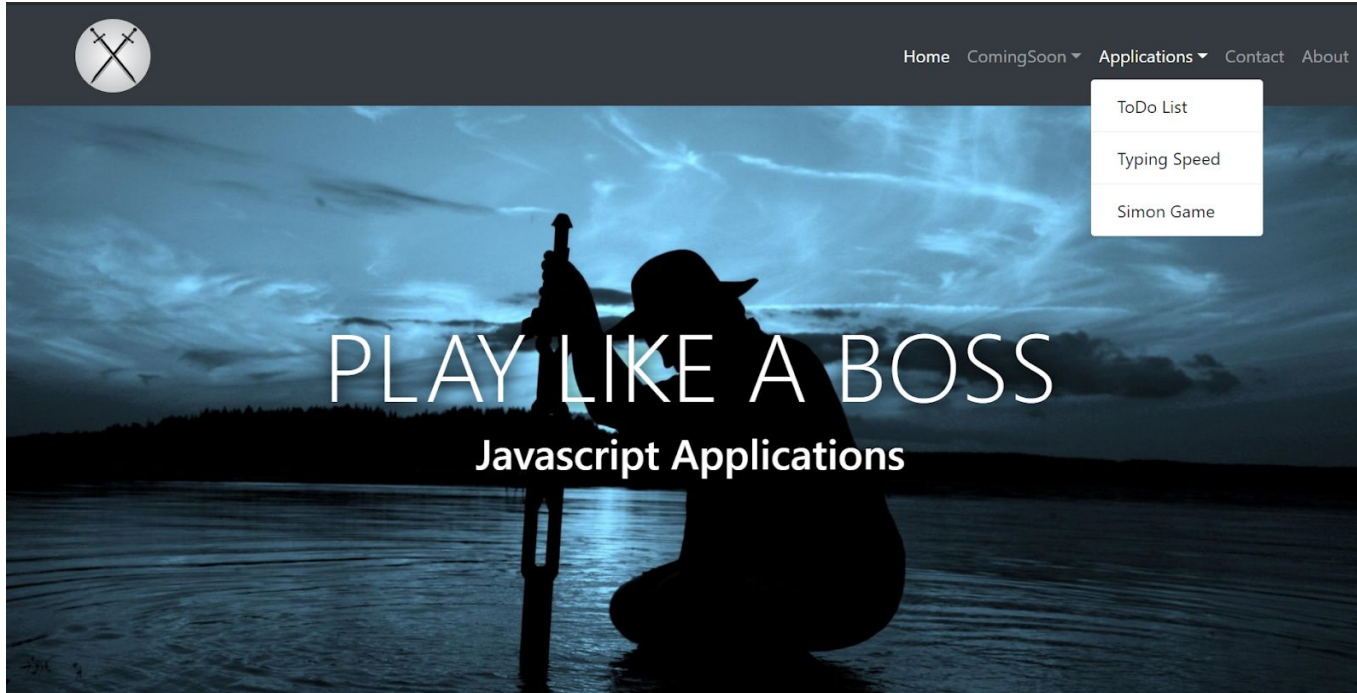 Home ComingSoon Applications Contact About
ToDo List
Typing Speed
Simon Game
PLAY LIKE A BOSS
Javascript Applications